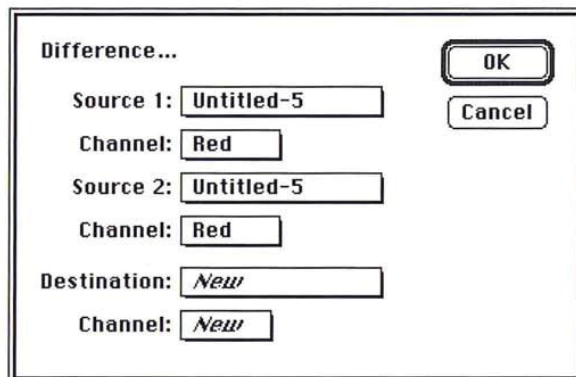 Difference...
OK
Source 1: Untitled-5
Cancel
Channel: Red
Source 2: Untitled-5
Channel: Red
Destination: New
Channel: New